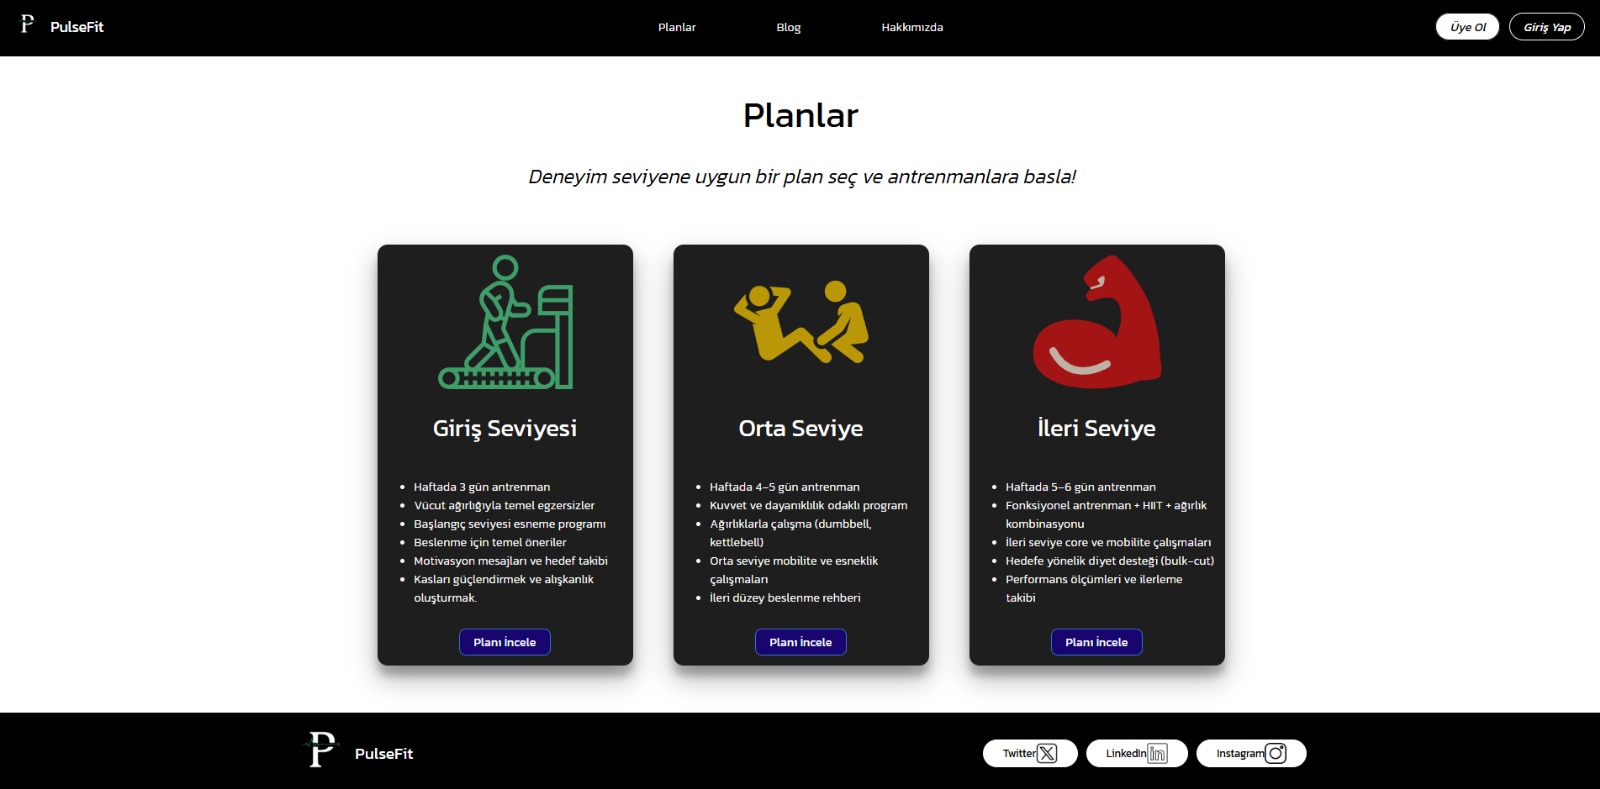 PulseFit
Planlar
Blog
Hakkımızda
Üye Ol
Giriş Yap
Planlar
Deneyim seviyene uygun bir plan seç ve antrenmanlara basla!
Giriş Seviyesi
Haftada 3 gün antrenman
Vücut ağırlığıyla temel egzersizler
Başlangıç seviyesi esneme programı
Beslenme için temel öneriler
Motivasyon mesajları ve hedef takibi
Kasları güçlendirmek ve alışkanlık
oluşturmak.
Planı İncele
Orta Seviye
Haftada 4–5 gün antrenman
Kuvvet ve dayanıklılık odaklı program
Ağırlıklarla çalışma (dumbbell,
kettlebell)
Orta seviye mobilite ve esneklik
çalışmaları
İleri düzey beslenme rehberi
Planı İncele
İleri Seviye
Haftada 5–6 gün antrenman
Fonksiyonel antrenman + HIIT + ağırlık
kombinasyonu
İleri seviye core ve mobilite çalışmaları
Hedefe yönelik diyet desteği (bulk-cut)
Performans ölçümleri ve ilerleme
takibi
Planı İncele
P
PulseFit
Twitter
LinkedIn
Instagram